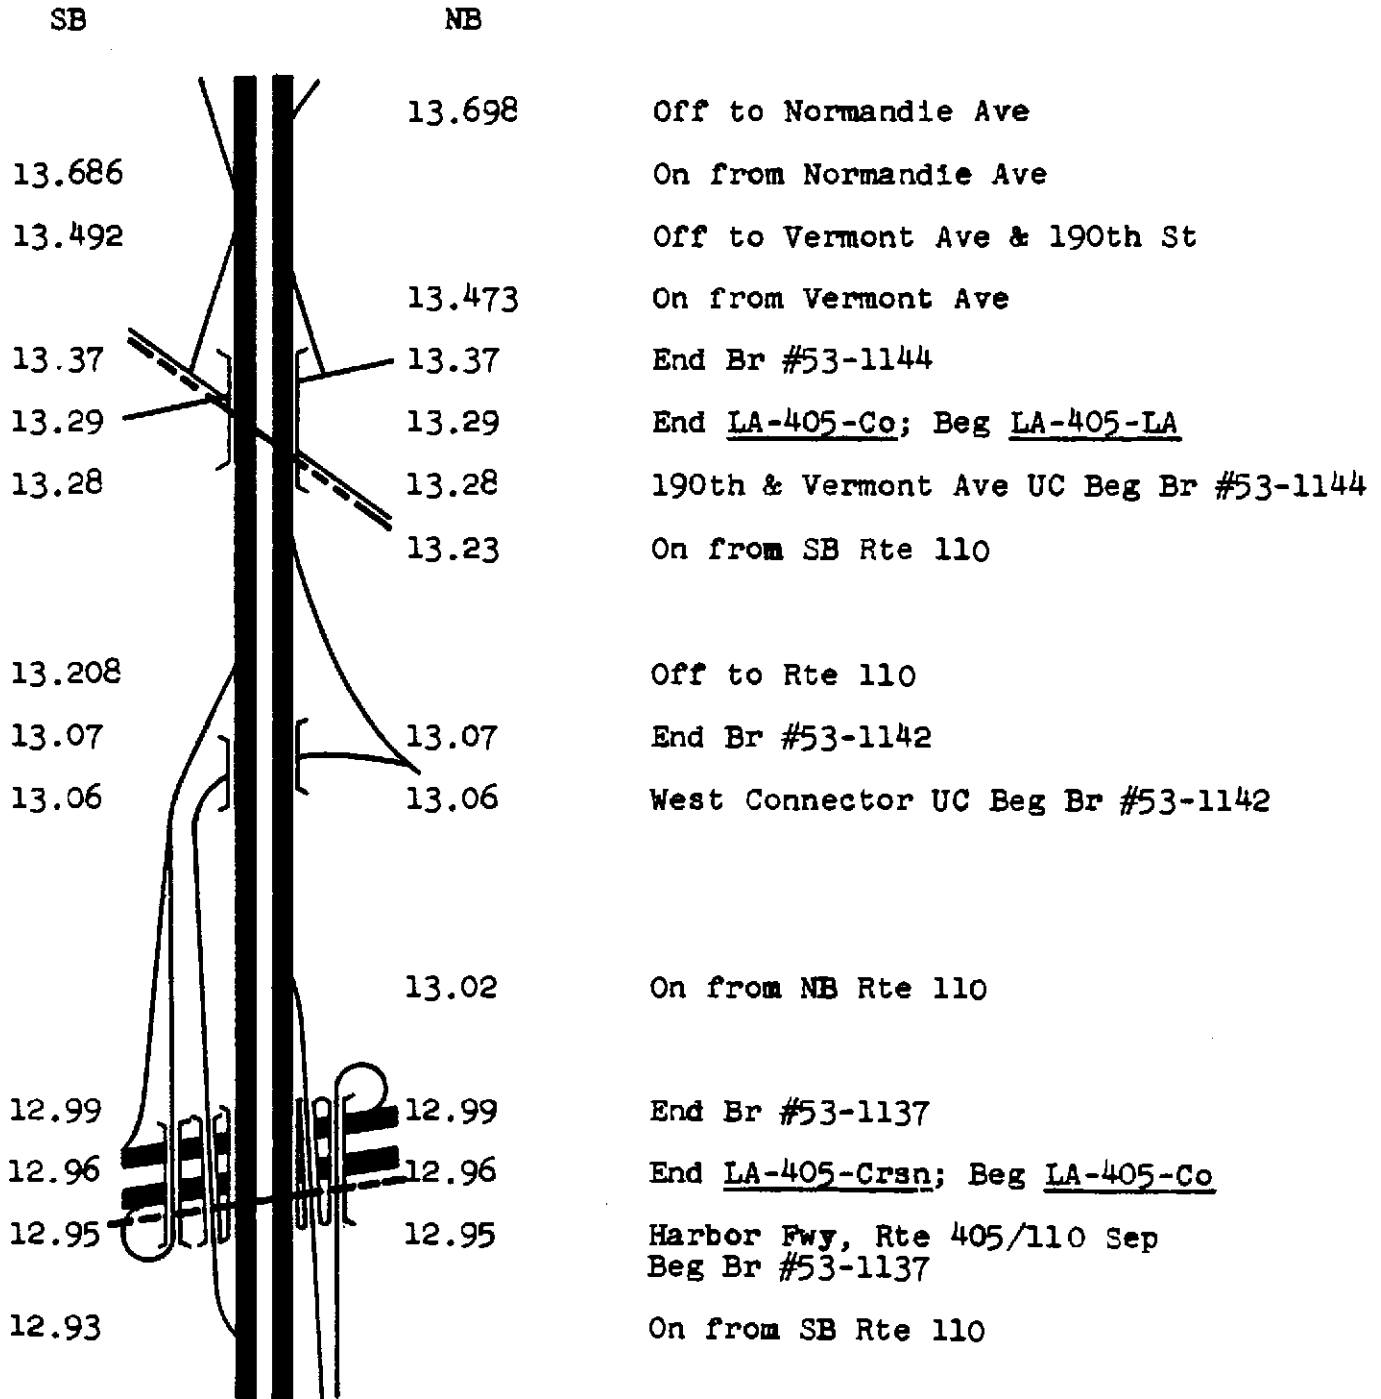 SB NB
13.698 Off to Normandie Ave
13.686 On from Normandie Ave
13.492 Off to Vermont Ave & 190th St
13.473 On from Vermont Ave
13.37 13.37 End Br #53-1144
13.29 13.29 End LA-405-Co; Beg LA-405-LA
13.28 13.28 190th & Vermont Ave UC Beg Br #53-1144
13.23 On from SB Rte 110
13.208 Off to Rte 110
13.07 13.07 End Br #53-1142
13.06 13.06 West Connector UC Beg Br #53-1142
13.02 On from NB Rte 110
12.99 12.99 End Br #53-1137
12.96 12.96 End LA-405-Crsn; Beg LA-405-Co
12.95 12.95 Harbor Fwy, Rte 405/110 Sep
Beg Br #53-1137
12.93 On from SB Rte 110